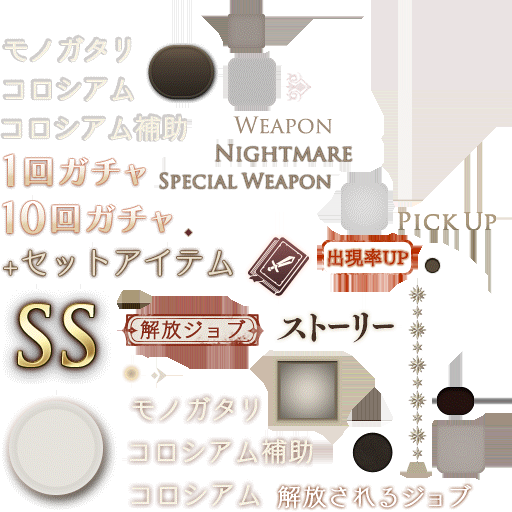 モノガタリ
コロシアム
コロシアム補助
WEAPON
NIGHTMARE
SPECIAL WEAPON
1回ガチャ
10回ガチャ
PICK UP
+セットアイテム
出現率UP
SS
解放ジョブ
ストーリー
モノガタリ
コロシアム補助
コロシアム
解放されるジョブ